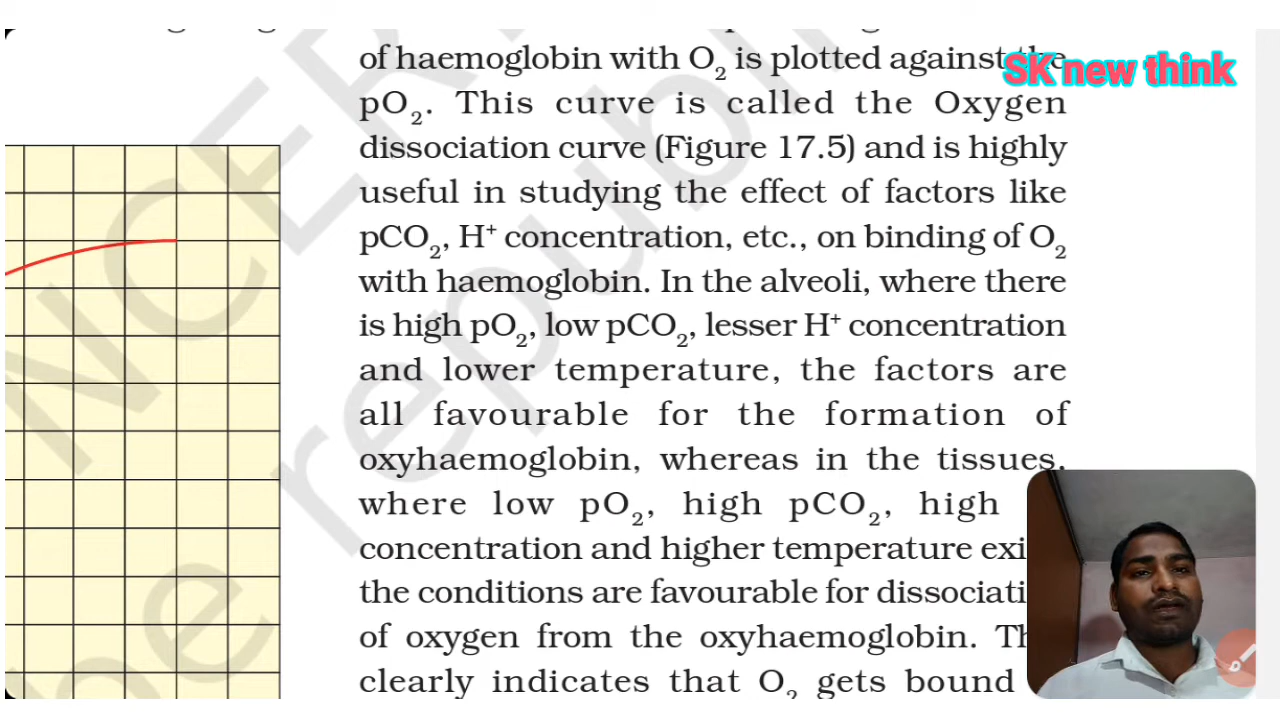 of haemoglobin with O₂ is plotted against the
SK new think
pO₂. This curve is called the Oxygen
dissociation curve (Figure 17.5) and is highly
useful in studying the effect of factors like
pCO₂, H⁺ concentration, etc., on binding of O₂
with haemoglobin. In the alveoli, where there
is high pO₂, low pCO₂, lesser H⁺ concentration
and lower temperature, the factors are
all favourable for the formation of
oxyhaemoglobin, whereas in the tissues,
where low pO₂, high pCO₂, high
concentration and higher temperature
the conditions are favourable for
of oxygen from the oxyhaemoglobin.
clearly indicates that O₂ gets bound
NCER
republi
be